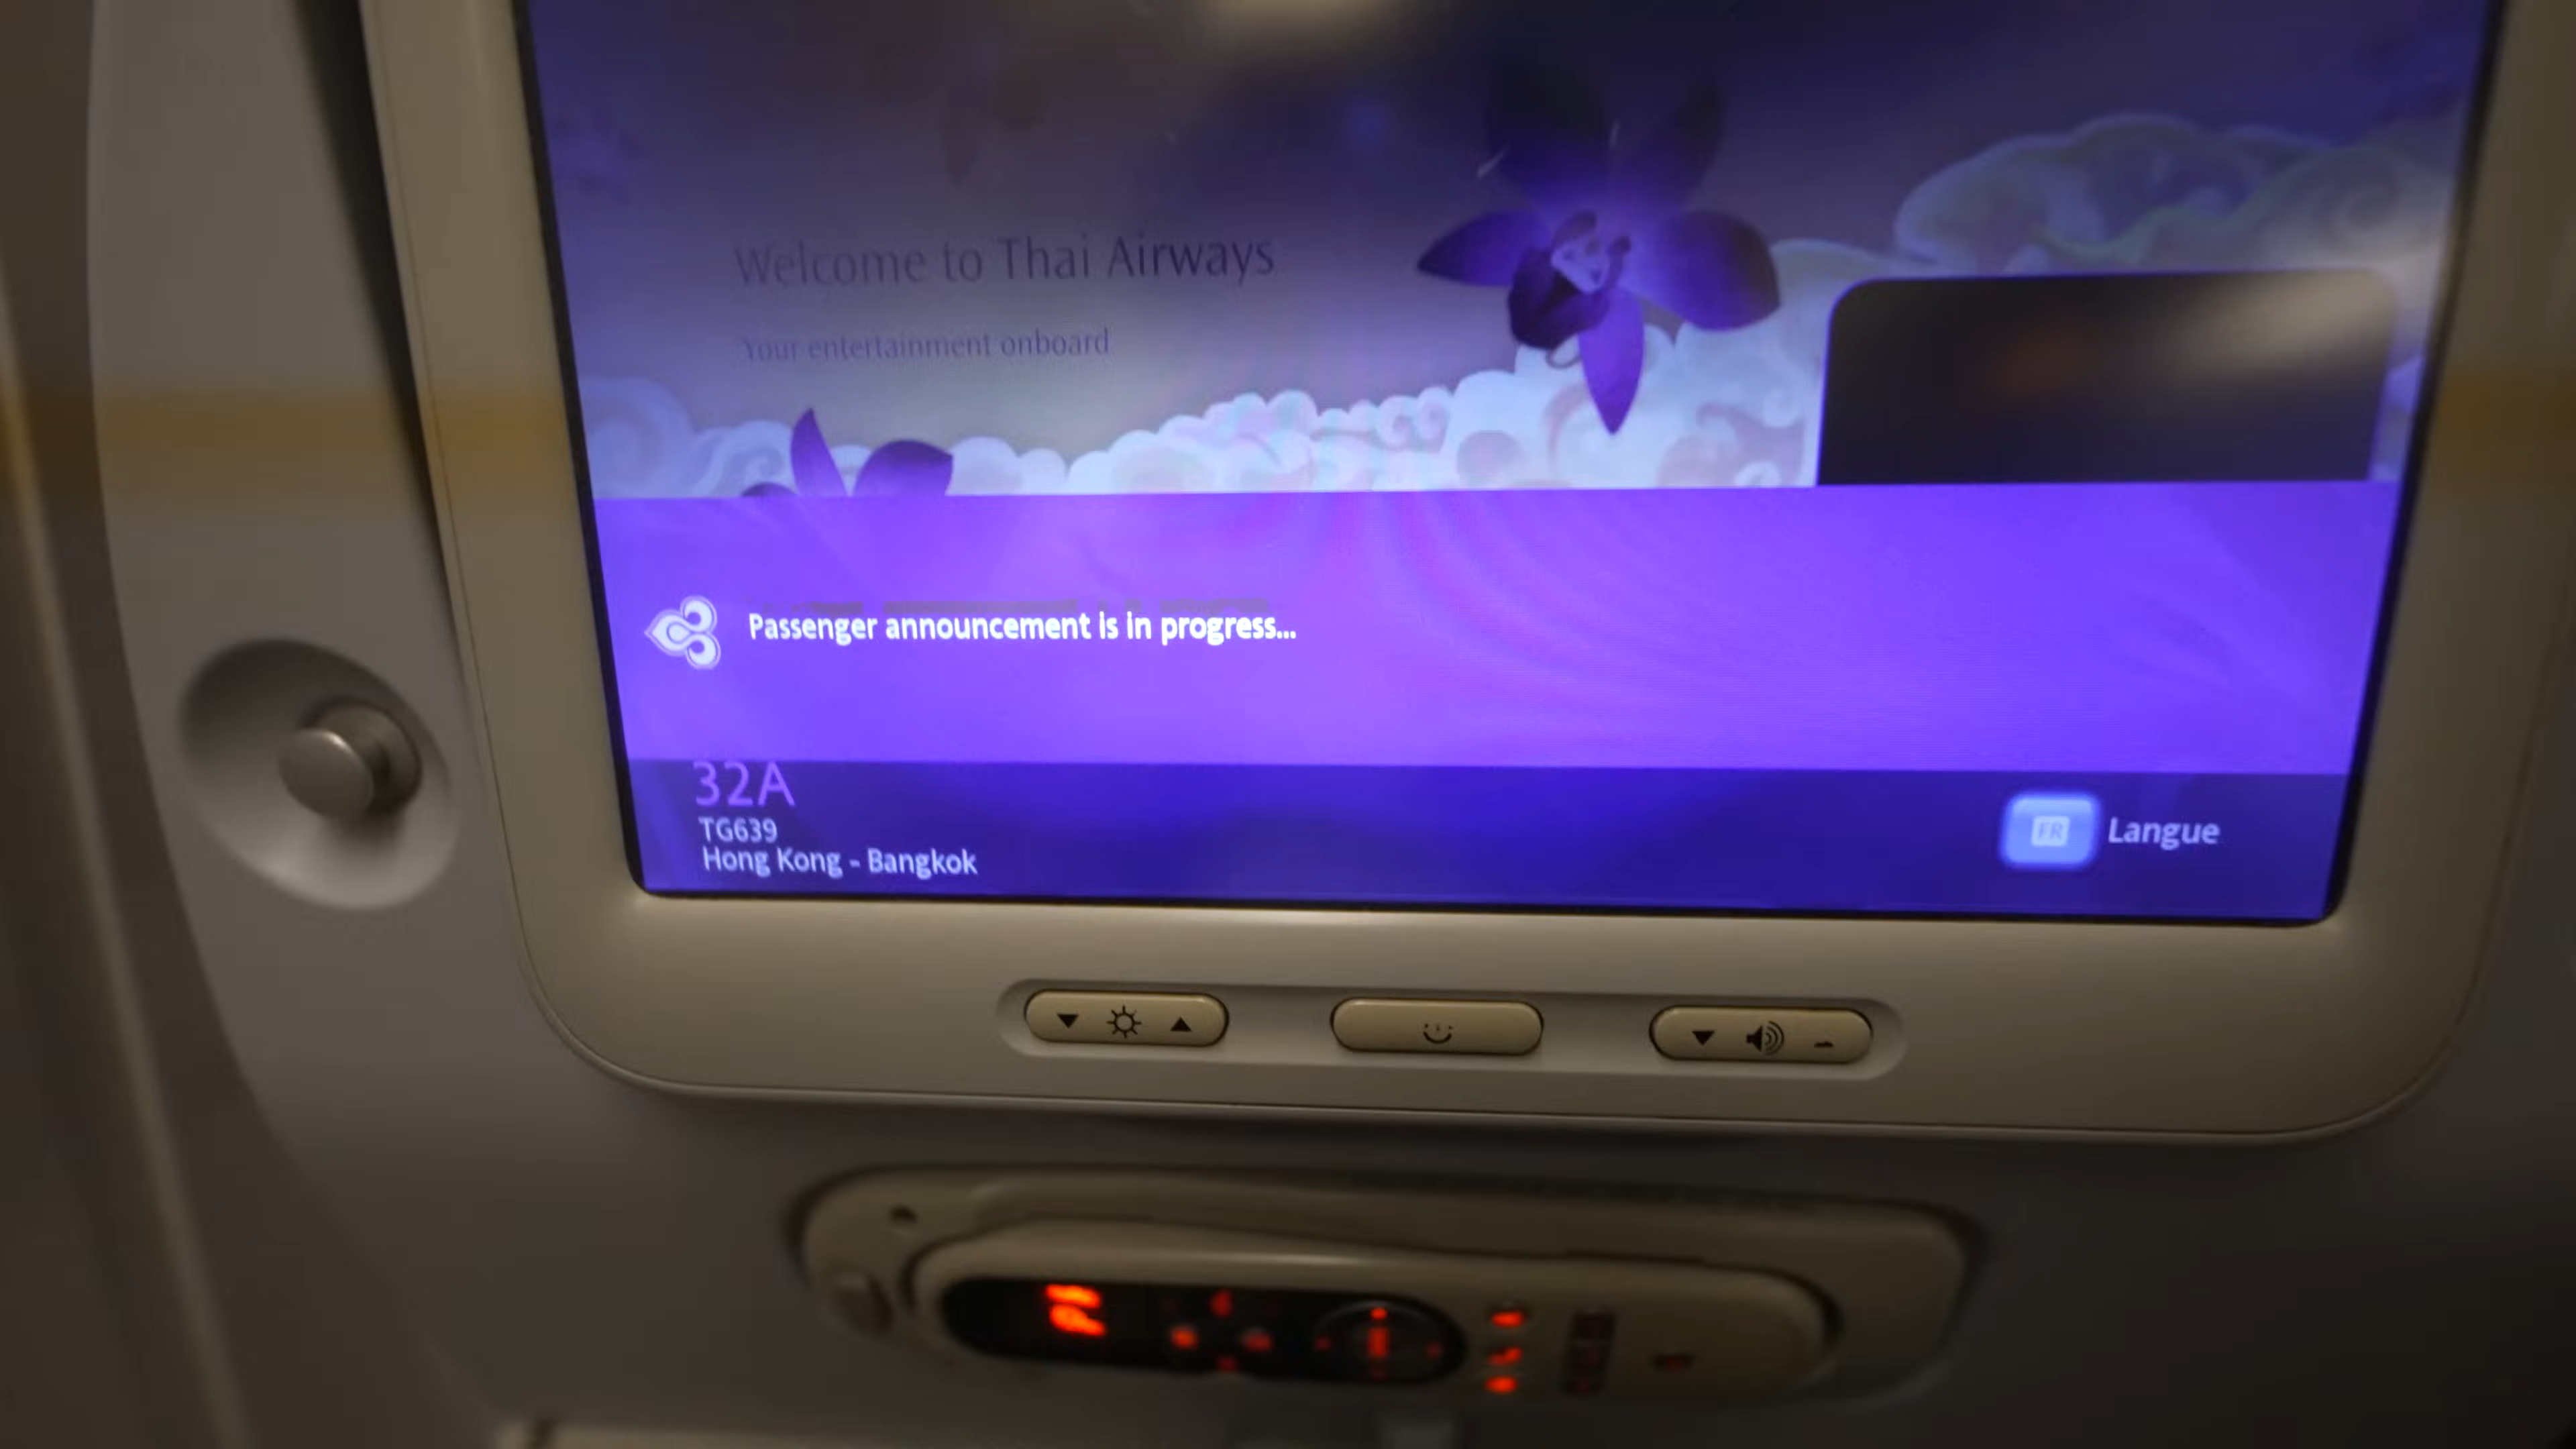 Welcome to Thai Airways
Your entertainment onboard
Passenger announcement is in progress...
32A
TG639
Hong Kong - Bangkok
FR Langue